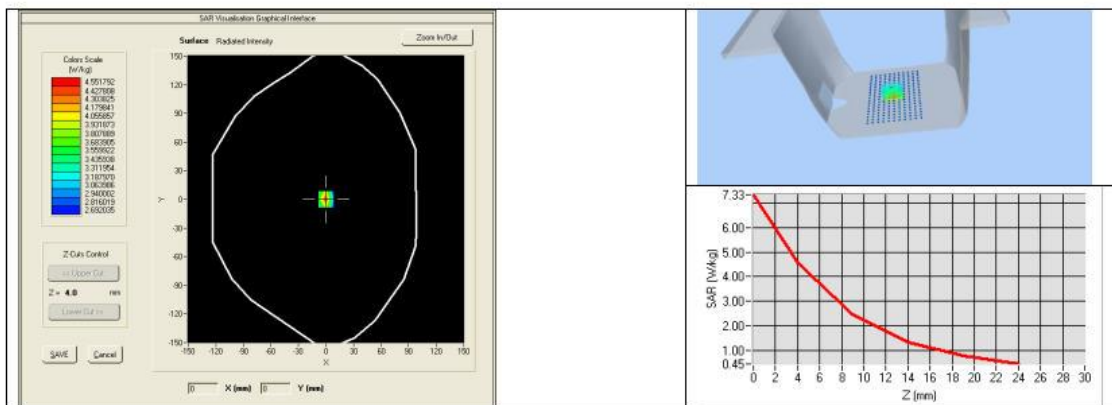 SAR Visualisation Graphical Interface
Surface Radiated Intensity
Zoom In/Out
Colors Scale
(W/kg)
4.551792
4.427808
4.303825
4.179841
4.055857
3.931873
3.807889
3.683905
3.559922
3.435938
3.311954
3.187970
3.063986
2.940002
2.816019
2.692035
Z-Cuts Control
<< Upper Cut
Z = 4.0 mm
Lower Cut >>
SAVE Cancel
150
120
90
60
30
0
-30
-60
-90
-120
-150
Y
-150 -120 -90 -60 -30 0 30 60 90 120 150
X
0 X (mm) 0 Y (mm)
7.33
6.00
4.00
3.00
2.00
1.00
0.45
SAR (W/kg)
0 2 4 6 8 10 12 14 16 18 20 22 24 26 28 30
Z (mm)